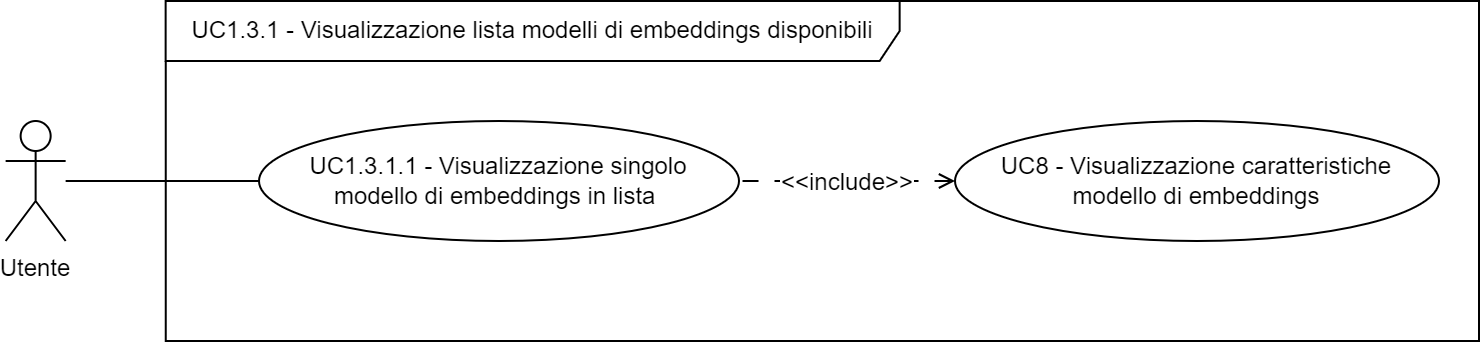 UC1.3.1 - Visualizzazione lista modelli di embeddings disponibili
UC1.3.1.1 - Visualizzazione singolo
modello di embeddings in lista
<<include>>
UC8 - Visualizzazione caratteristiche
modello di embeddings
Utente